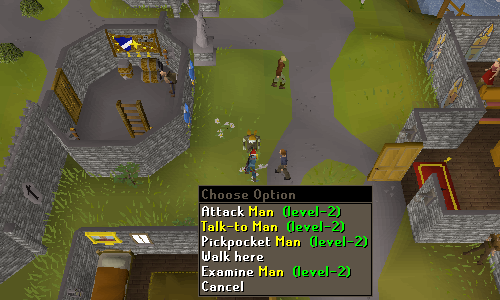 Choose Option
Attack Man (level-2)
Talk-to Man (level-2)
Pickpocket Man (level-2)
Walk here
Examine Man (level-2)
Cancel